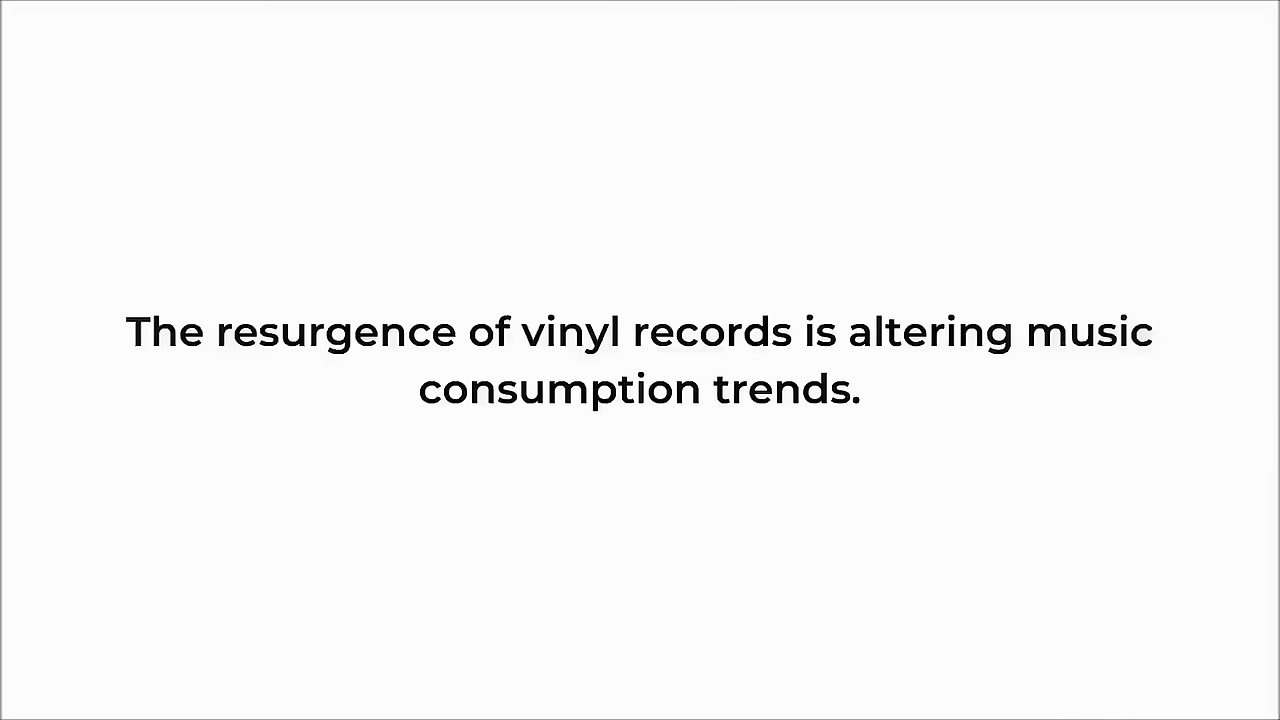 The resurgence of vinyl records is altering music
consumption trends.